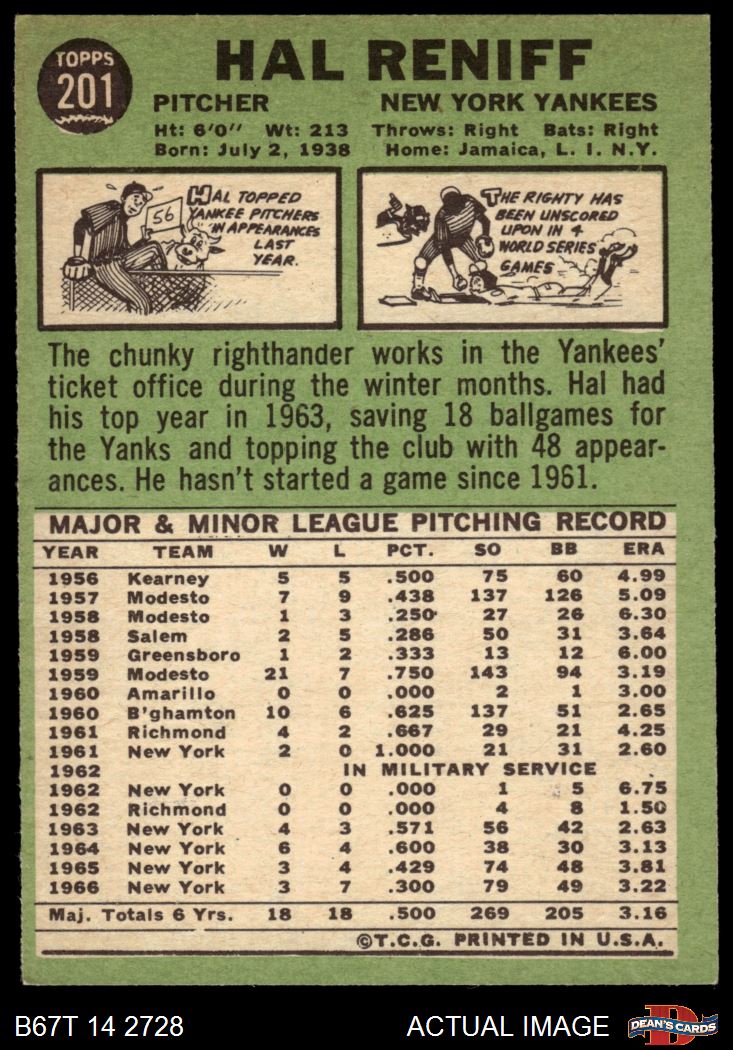 TOPPS
201
HAL RENIFF
PITCHER NEW YORK YANKEES
Ht: 6'0" Wt: 213 Throws: Right Bats: Right
Born: July 2, 1938 Home: Jamaica, L. I. N.Y.
56
HAL TOPPED
YANKEE PITCHERS
IN APPEARANCES
LAST
YEAR.
THE RIGHTY HAS
BEEN UNSCORED
UPON IN 4
WORLD SERIES
GAMES
The chunky righthander works in the Yankees'
ticket office during the winter months. Hal had
his top year in 1963, saving 18 ballgames for
the Yanks and topping the club with 48 appear-
ances. He hasn't started a game since 1961.
MAJOR & MINOR LEAGUE PITCHING RECORD
YEAR TEAM W L PCT. SO BB ERA
1956 Kearney 5 5 .500 75 60 4.99
1957 Modesto 7 9 .438 137 126 5.09
1958 Modesto 1 3 .250 27 26 6.30
1958 Salem 2 5 .286 50 31 3.64
1959 Greensboro 1 2 .333 13 12 6.00
1959 Modesto 21 7 .750 143 94 3.19
1960 Amarillo 0 0 .000 2 1 3.00
1960 B'ghamton 10 6 .625 137 51 2.65
1961 Richmond 4 2 .667 29 21 4.25
1961 New York 2 0 1.000 21 31 2.60
1962 IN MILITARY SERVICE
1962 New York 0 0 .000 1 5 6.75
1962 Richmond 0 0 .000 4 8 1.50
1963 New York 4 3 .571 56 42 2.63
1964 New York 6 4 .600 38 30 3.13
1965 New York 3 4 .429 74 48 3.81
1966 New York 3 7 .300 79 49 3.22
Maj. Totals 6 Yrs. 18 18 .500 269 205 3.16
©T.C.G. PRINTED IN U.S.A.
B67T 14 2728 ACTUAL IMAGE
D
DEAN'S CARDS